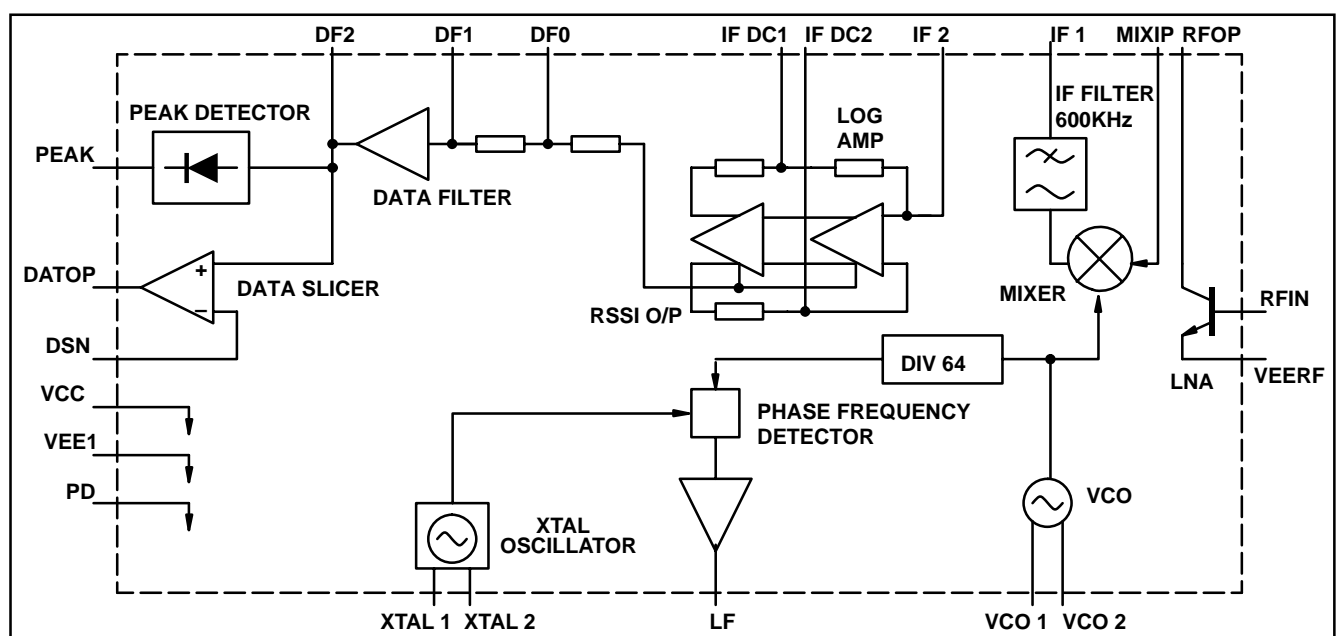 DF2 DF1 DF0 IF DC1 IF DC2 IF 2 IF 1 MIXIP RFOP
PEAK DETECTOR
LOG
AMP
IF FILTER
600KHz
PEAK
DATA FILTER
DATOP
+
−
DATA SLICER
RSSI O/P
MIXER
RFIN
DSN
DIV 64
LNA
VEERF
VCC
PHASE FREQUENCY
DETECTOR
VEE1
PD
VCO
XTAL
OSCILLATOR
XTAL 1 XTAL 2 LF VCO 1 VCO 2